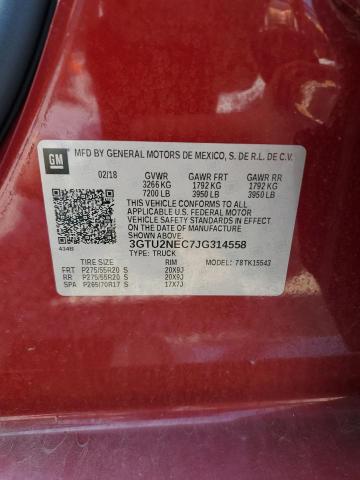 GM
MFD BY GENERAL MOTORS DE MEXICO, S. DE R.L. DE C.V.
02/18 GVWR GAWR FRT GAWR RR
3266 KG 1792 KG 1792 KG
7200 LB 3950 LB 3950 LB
THIS VEHICLE CONFORMS TO ALL
APPLICABLE U.S. FEDERAL MOTOR
VEHICLE SAFETY STANDARDS IN
EFFECT ON THE DATE OF MANUFACTURE
SHOWN ABOVE.
3GTU2NEC7JG314558
434B TYPE: TRUCK
TIRE SIZE RIM MODEL: 78TK15543
FRT P275/55R20 S 20X9J
RR P275/55R20 S 20X9J
SPA P265/70R17 S 17X7J